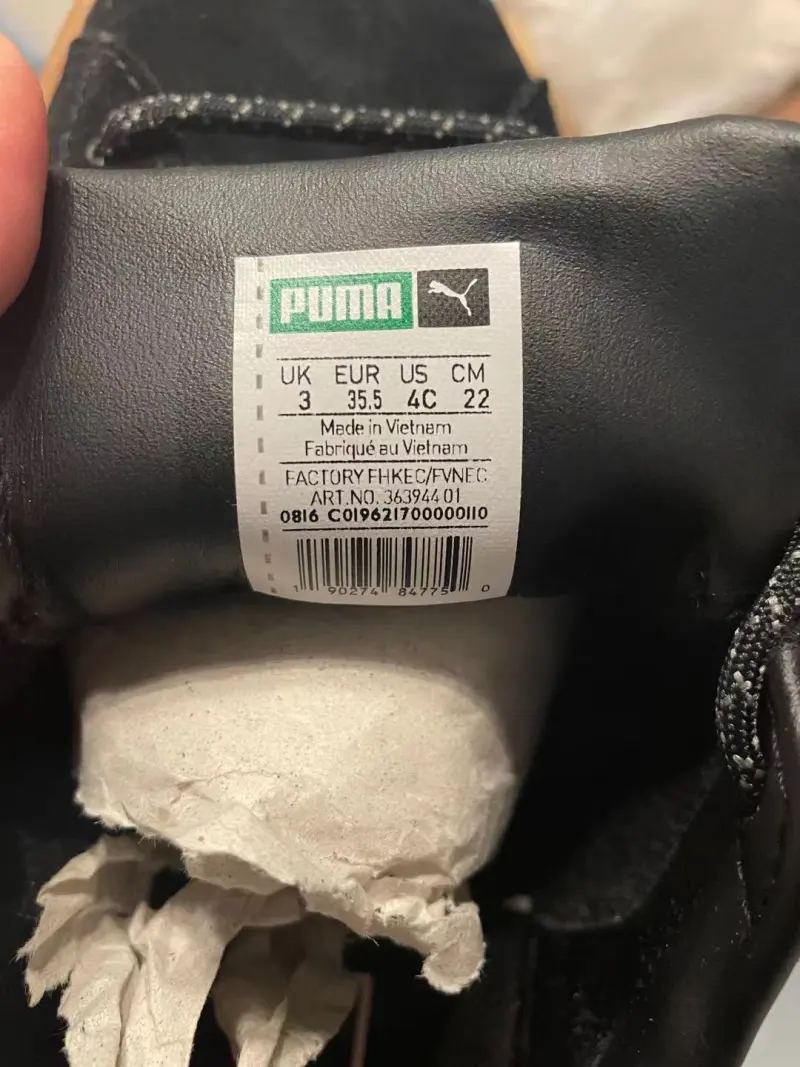 PUMA
UK EUR US CM
3 35.5 4C 22
Made in Vietnam
Fabriqué au Vietnam
FACTORY FHKEC/FVNEC
ART.NO. 363944 01
0816 C019621700000110
1 90274 84775 0